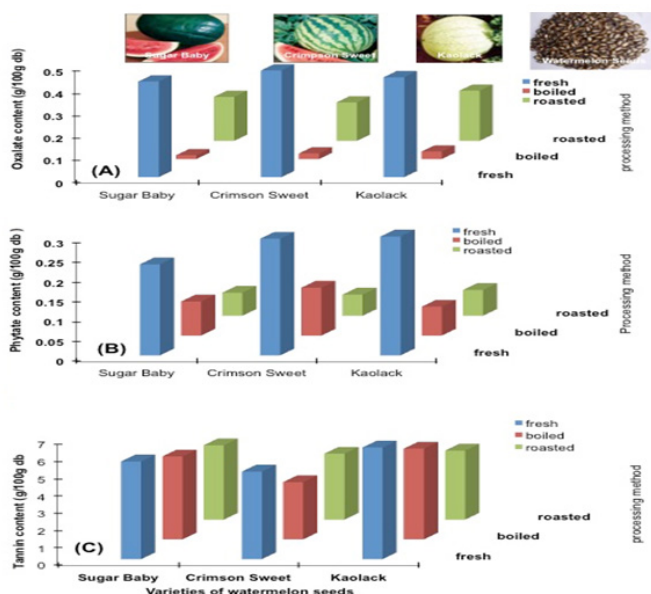 Sugar Baby
Crimpson Sweet
Kaolack
Watermelon Seeds
Oxalate content (g/100g db)
0.5
0.4
0.3
0.2
0.1
0
(A)
fresh
boiled
roasted
roasted
boiled
fresh
processing method
Sugar Baby
Crimson Sweet
Kaolack
Phytate content (g/100g db)
0.3
0.25
0.2
0.15
0.1
0.05
0
(B)
fresh
boiled
roasted
roasted
boiled
fresh
Processing method
Sugar Baby
Crimson Sweet
Kaolack
Tannin content (g/100g db
7
6
5
4
3
2
1
0
(C)
fresh
boiled
roasted
roasted
boiled
fresh
processing method
Sugar Baby
Crimson Sweet
Kaolack
Varieties of watermelon seeds